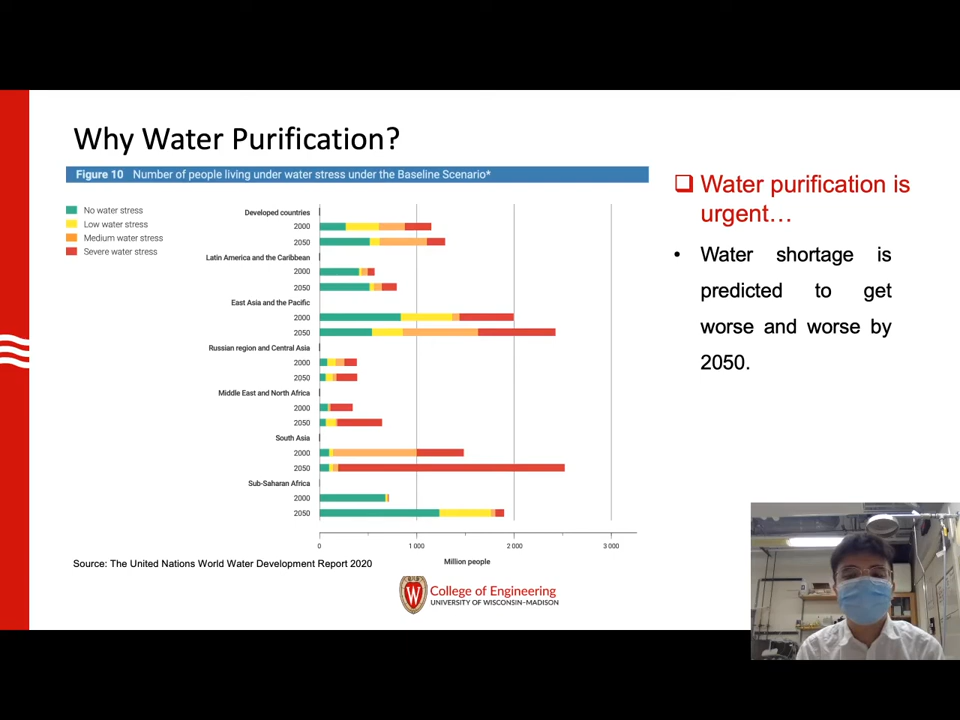 Why Water Purification?
Figure 10 Number of people living under water stress under the Baseline Scenario*
No water stress
Low water stress
Medium water stress
Severe water stress
Developed countries
2000
2050
Latin America and the Caribbean
2000
2050
East Asia and the Pacific
2000
2050
Russian region and Central Asia
2000
2050
Middle East and North Africa
2000
2050
South Asia
2000
2050
Sub-Saharan Africa
2000
2050
0 1 000 2 000 3 000
Million people
Source: The United Nations World Water Development Report 2020
Water purification is
urgent…
• Water shortage is
predicted to get
worse and worse by
2050.
W
College of Engineering
UNIVERSITY OF WISCONSIN-MADISON